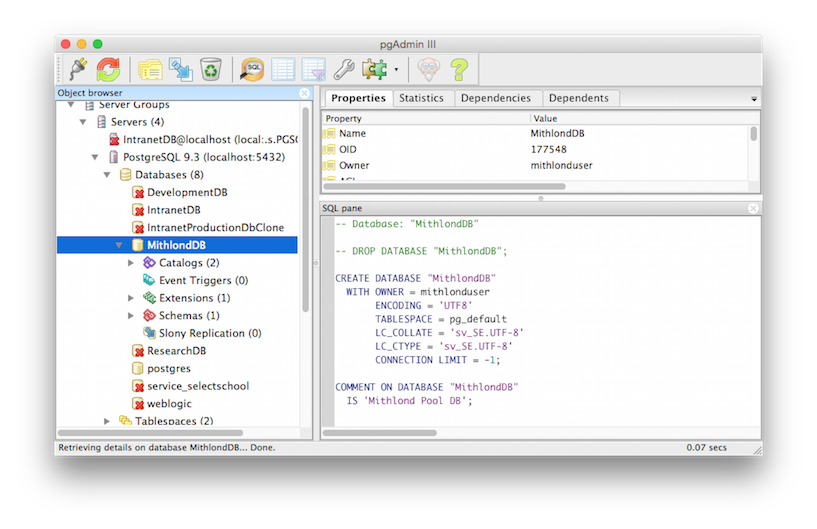 pgAdmin III
SQL
Object browser
Server Groups
Servers (4)
IntranetDB@localhost (local:.s.PGSC
PostgreSQL 9.3 (localhost:5432)
Databases (8)
DevelopmentDB
IntranetDB
IntranetProductionDbClone
MithlondDB
Catalogs (2)
Event Triggers (0)
Extensions (1)
Schemas (1)
Slony Replication (0)
ResearchDB
postgres
service_selectschool
weblogic
Tablespaces (2)
Properties Statistics Dependencies Dependents
Property Value
Name MithlondDB
OID 177548
Owner mithlonduser
SQL pane
-- Database: "MithlondDB"
-- DROP DATABASE "MithlondDB";
CREATE DATABASE "MithlondDB"
WITH OWNER = mithlonduser
ENCODING = 'UTF8'
TABLESPACE = pg_default
LC_COLLATE = 'sv_SE.UTF-8'
LC_CTYPE = 'sv_SE.UTF-8'
CONNECTION LIMIT = -1;
COMMENT ON DATABASE "MithlondDB"
IS 'Mithlond Pool DB';
Retrieving details on database MithlondDB... Done. 0.07 secs